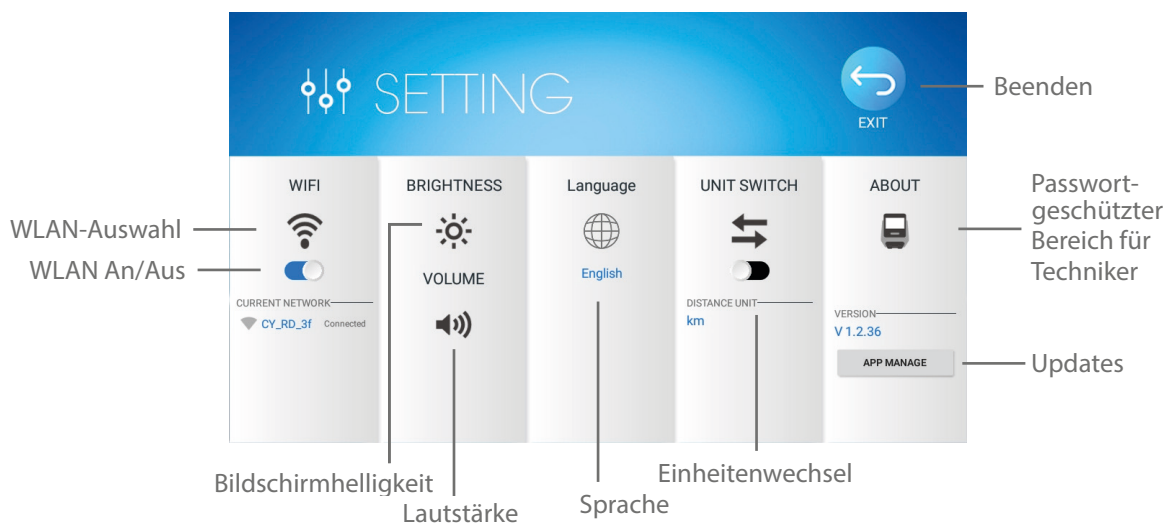 SETTING
EXIT
Beenden
WIFI
BRIGHTNESS
Language
UNIT SWITCH
ABOUT
WLAN-Auswahl
WLAN An/Aus
Passwort-
geschützter
Bereich für
Techniker
VOLUME
English
CURRENT NETWORK
CY_RD_3f Connected
DISTANCE UNIT
km
VERSION
V 1.2.36
APP MANAGE
Updates
Bildschirmhelligkeit
Lautstärke
Sprache
Einheitenwechsel